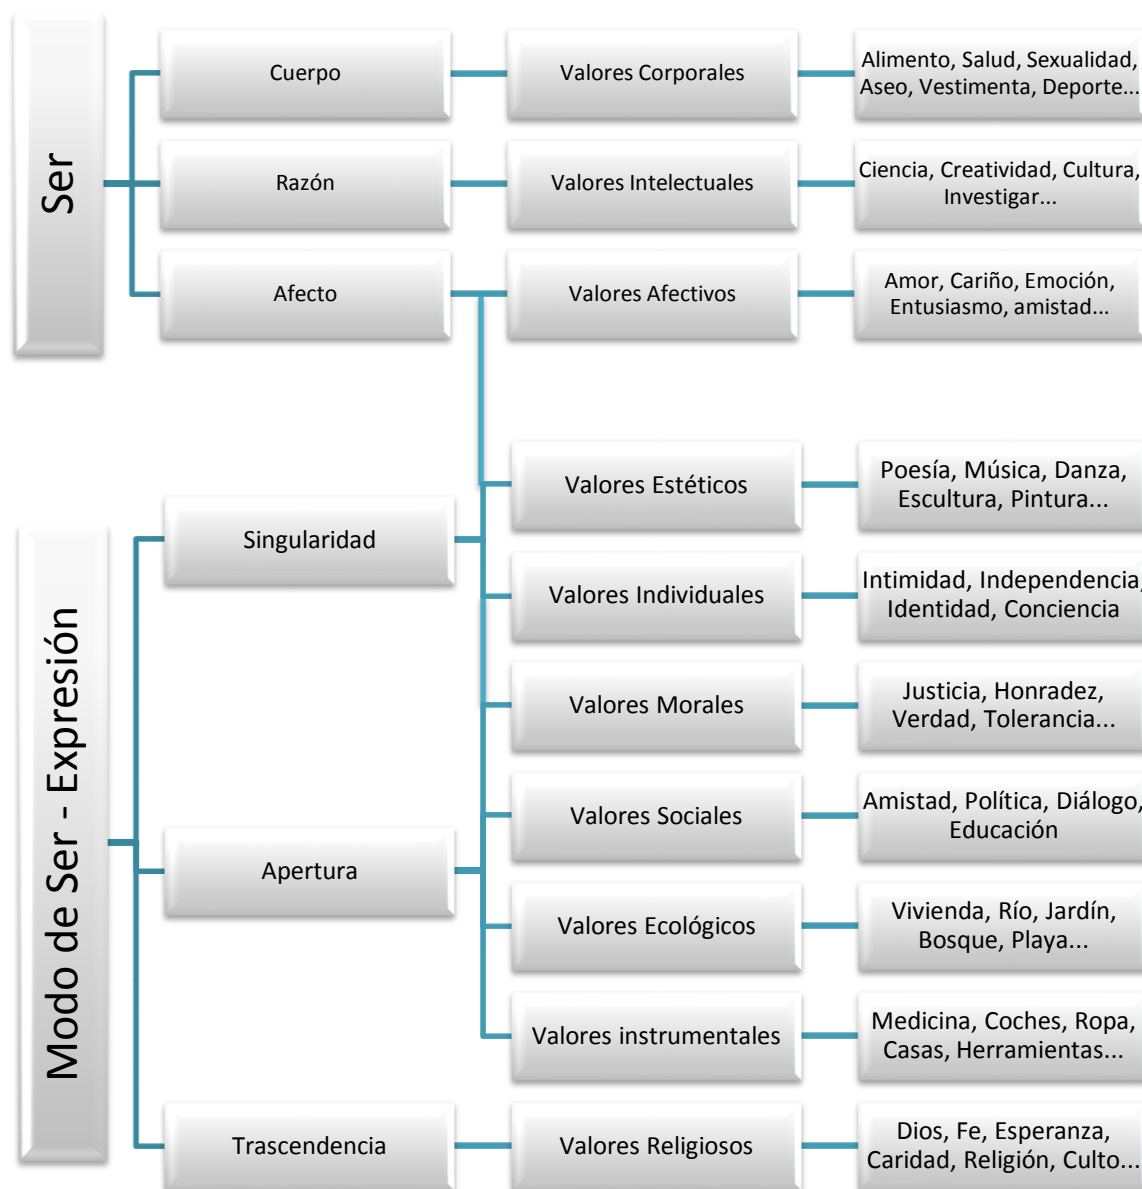 Ser
Cuerpo
Valores Corporales
Alimento, Salud, Sexualidad,
Aseo, Vestimenta, Deporte...
Razón
Valores Intelectuales
Ciencia, Creatividad, Cultura,
Investigar...
Afecto
Valores Afectivos
Amor, Cariño, Emoción,
Entusiasmo, amistad...
Modo de Ser - Expresión
Singularidad
Valores Estéticos
Poesía, Música, Danza,
Escultura, Pintura...
Valores Individuales
Intimidad, Independencia,
Identidad, Conciencia
Valores Morales
Justicia, Honradez,
Verdad, Tolerancia...
Apertura
Valores Sociales
Amistad, Política, Diálogo,
Educación
Valores Ecológicos
Vivienda, Río, Jardín,
Bosque, Playa...
Valores instrumentales
Medicina, Coches, Ropa,
Casas, Herramientas...
Trascendencia
Valores Religiosos
Dios, Fe, Esperanza,
Caridad, Religión, Culto...